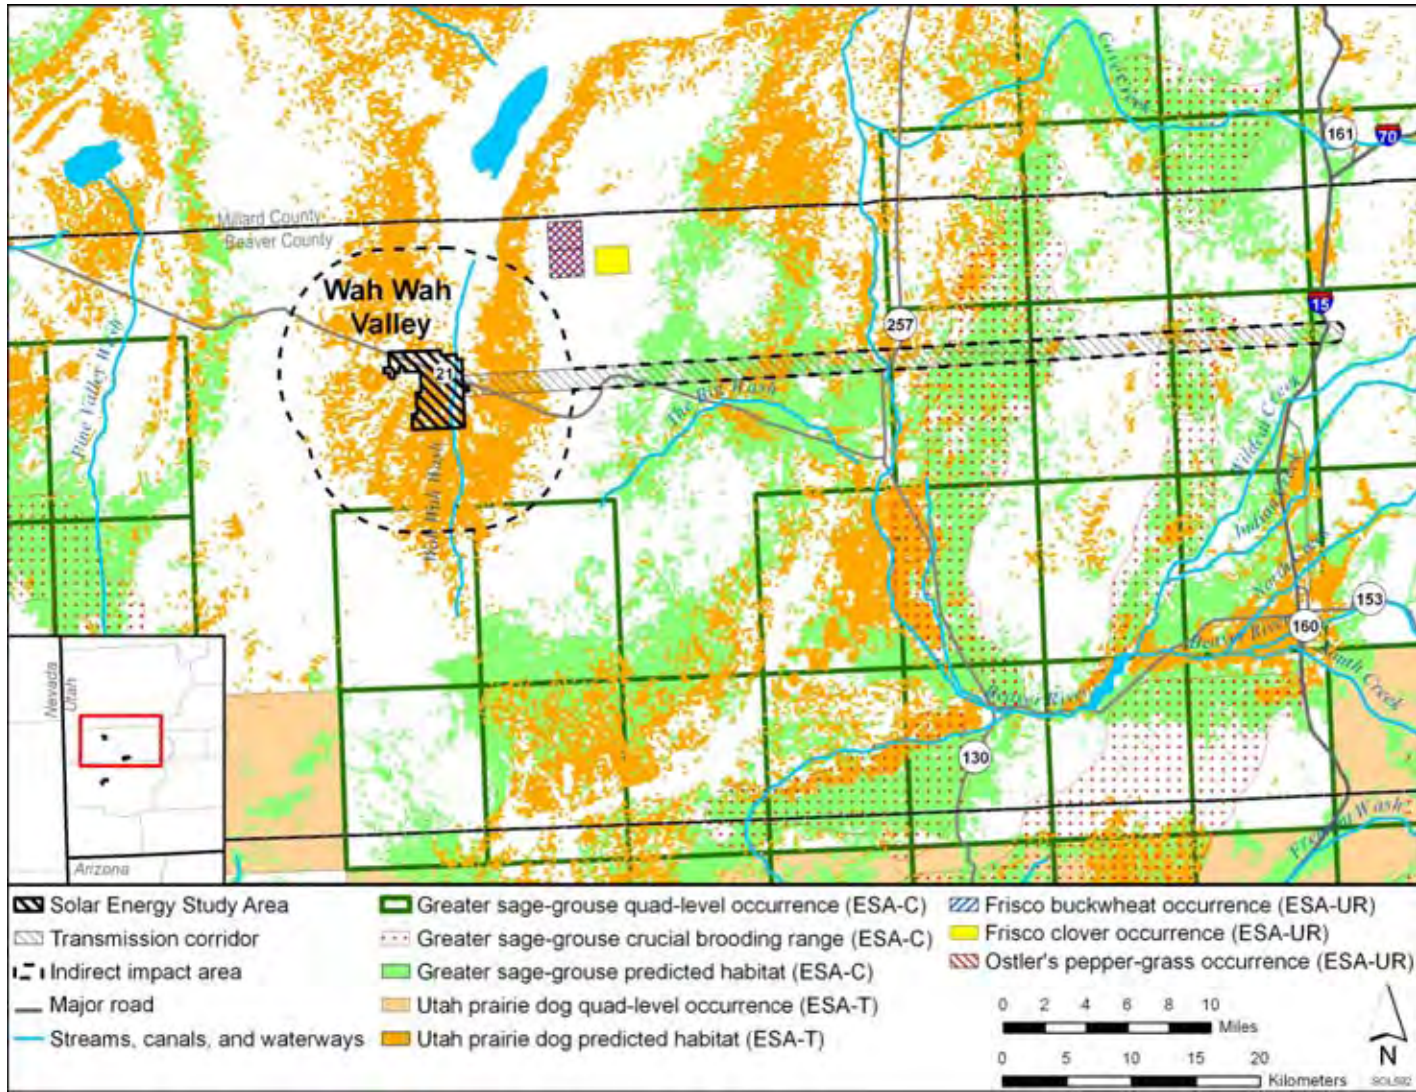 Cove Creek
161
70
Millard County
Beaver County
Wah Wah
Valley
15
257
21
Pine Valley Wash
The Big Wash
Wildcat Creek
Wah Wah Wash
Indian Creek
North Creek
153
160
Beaver River
South
Creek
Beaver River
130
Fremont Wash
Nevada
Utah
Arizona
Solar Energy Study Area
Transmission corridor
Indirect impact area
Major road
Streams, canals, and waterways
Greater sage-grouse quad-level occurrence (ESA-C)
Greater sage-grouse crucial brooding range (ESA-C)
Greater sage-grouse predicted habitat (ESA-C)
Utah prairie dog quad-level occurrence (ESA-T)
Utah prairie dog predicted habitat (ESA-T)
Frisco buckwheat occurrence (ESA-UR)
Frisco clover occurrence (ESA-UR)
Ostler's pepper-grass occurrence (ESA-UR)
0 2 4 6 8 10
Miles
0 5 10 15 20
Kilometers
N